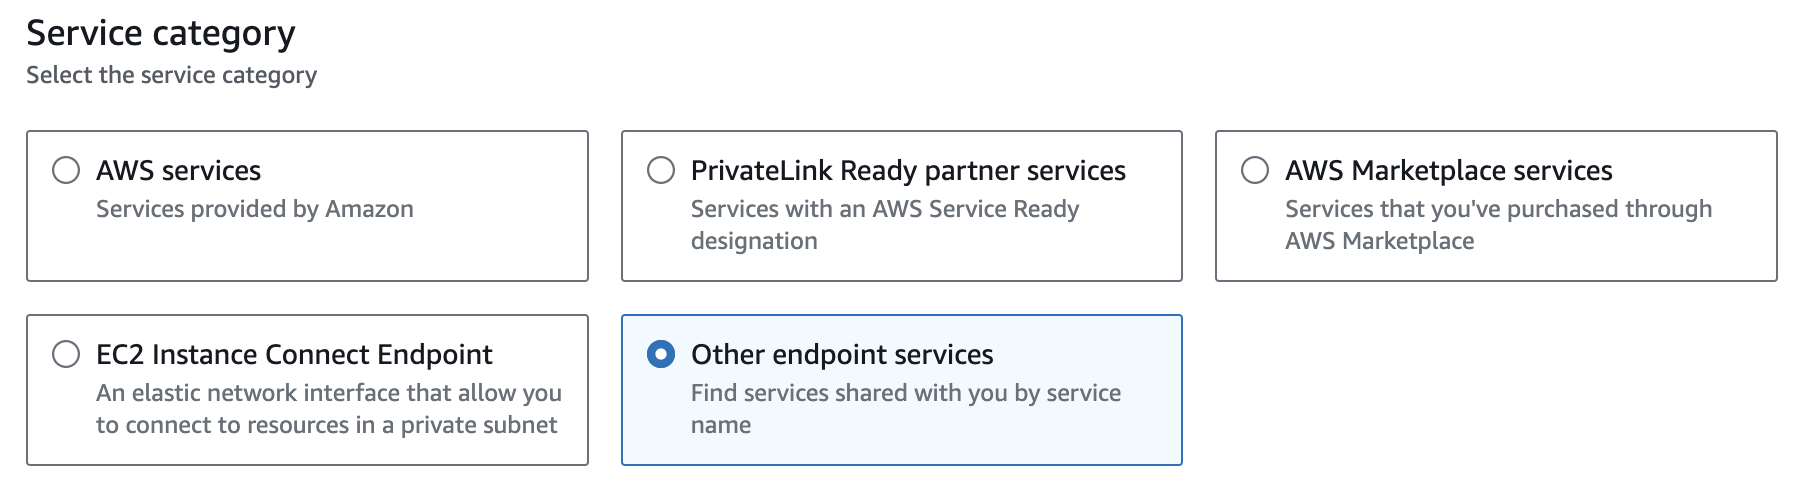 Service category
Select the service category
AWS services
Services provided by Amazon
PrivateLink Ready partner services
Services with an AWS Service Ready
designation
AWS Marketplace services
Services that you've purchased through
AWS Marketplace
EC2 Instance Connect Endpoint
An elastic network interface that allow you
to connect to resources in a private subnet
Other endpoint services
Find services shared with you by service
name